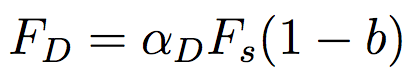 F_D = α_D F_s(1 − b)